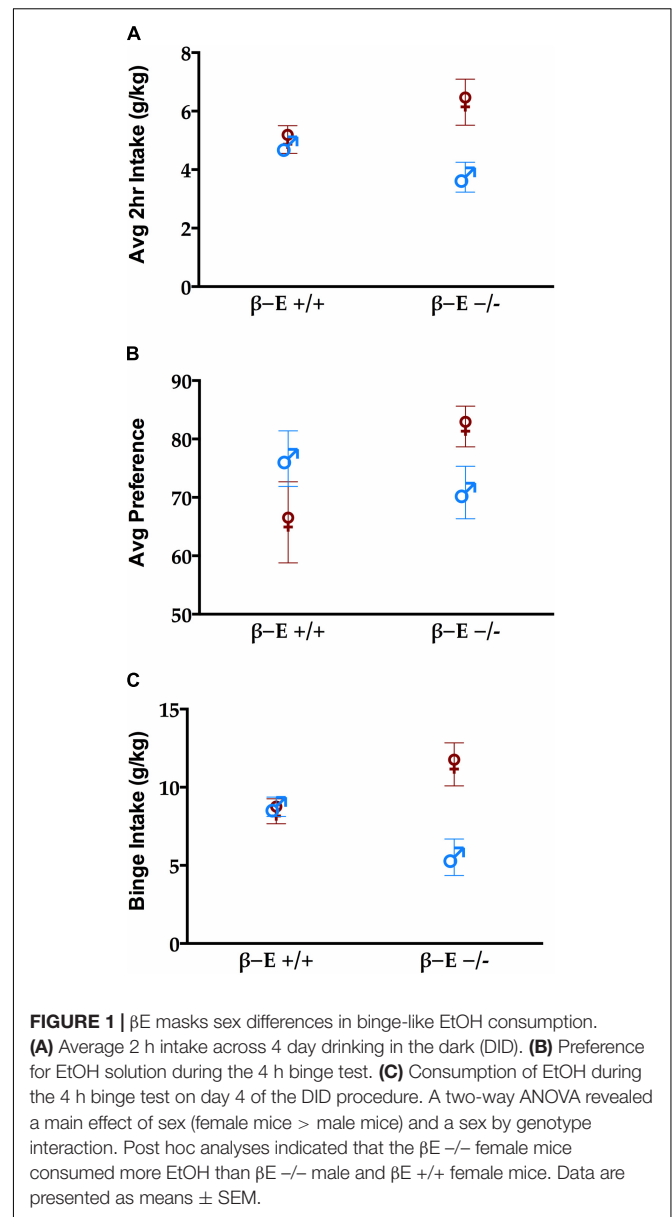 A
Avg 2hr Intake (g/kg)
8
6
4
2
0
β–E +/+ β–E –/-
B
Avg Preference
90
80
70
60
50
β–E +/+ β–E –/-
C
Binge Intake (g/kg)
15
10
5
0
β–E +/+ β–E –/-
FIGURE 1 | βE masks sex differences in binge-like EtOH consumption.
(A) Average 2 h intake across 4 day drinking in the dark (DID). (B) Preference
for EtOH solution during the 4 h binge test. (C) Consumption of EtOH during
the 4 h binge test on day 4 of the DID procedure. A two-way ANOVA revealed
a main effect of sex (female mice > male mice) and a sex by genotype
interaction. Post hoc analyses indicated that the βE –/– female mice
consumed more EtOH than βE –/– male and βE +/+ female mice. Data are
presented as means ± SEM.